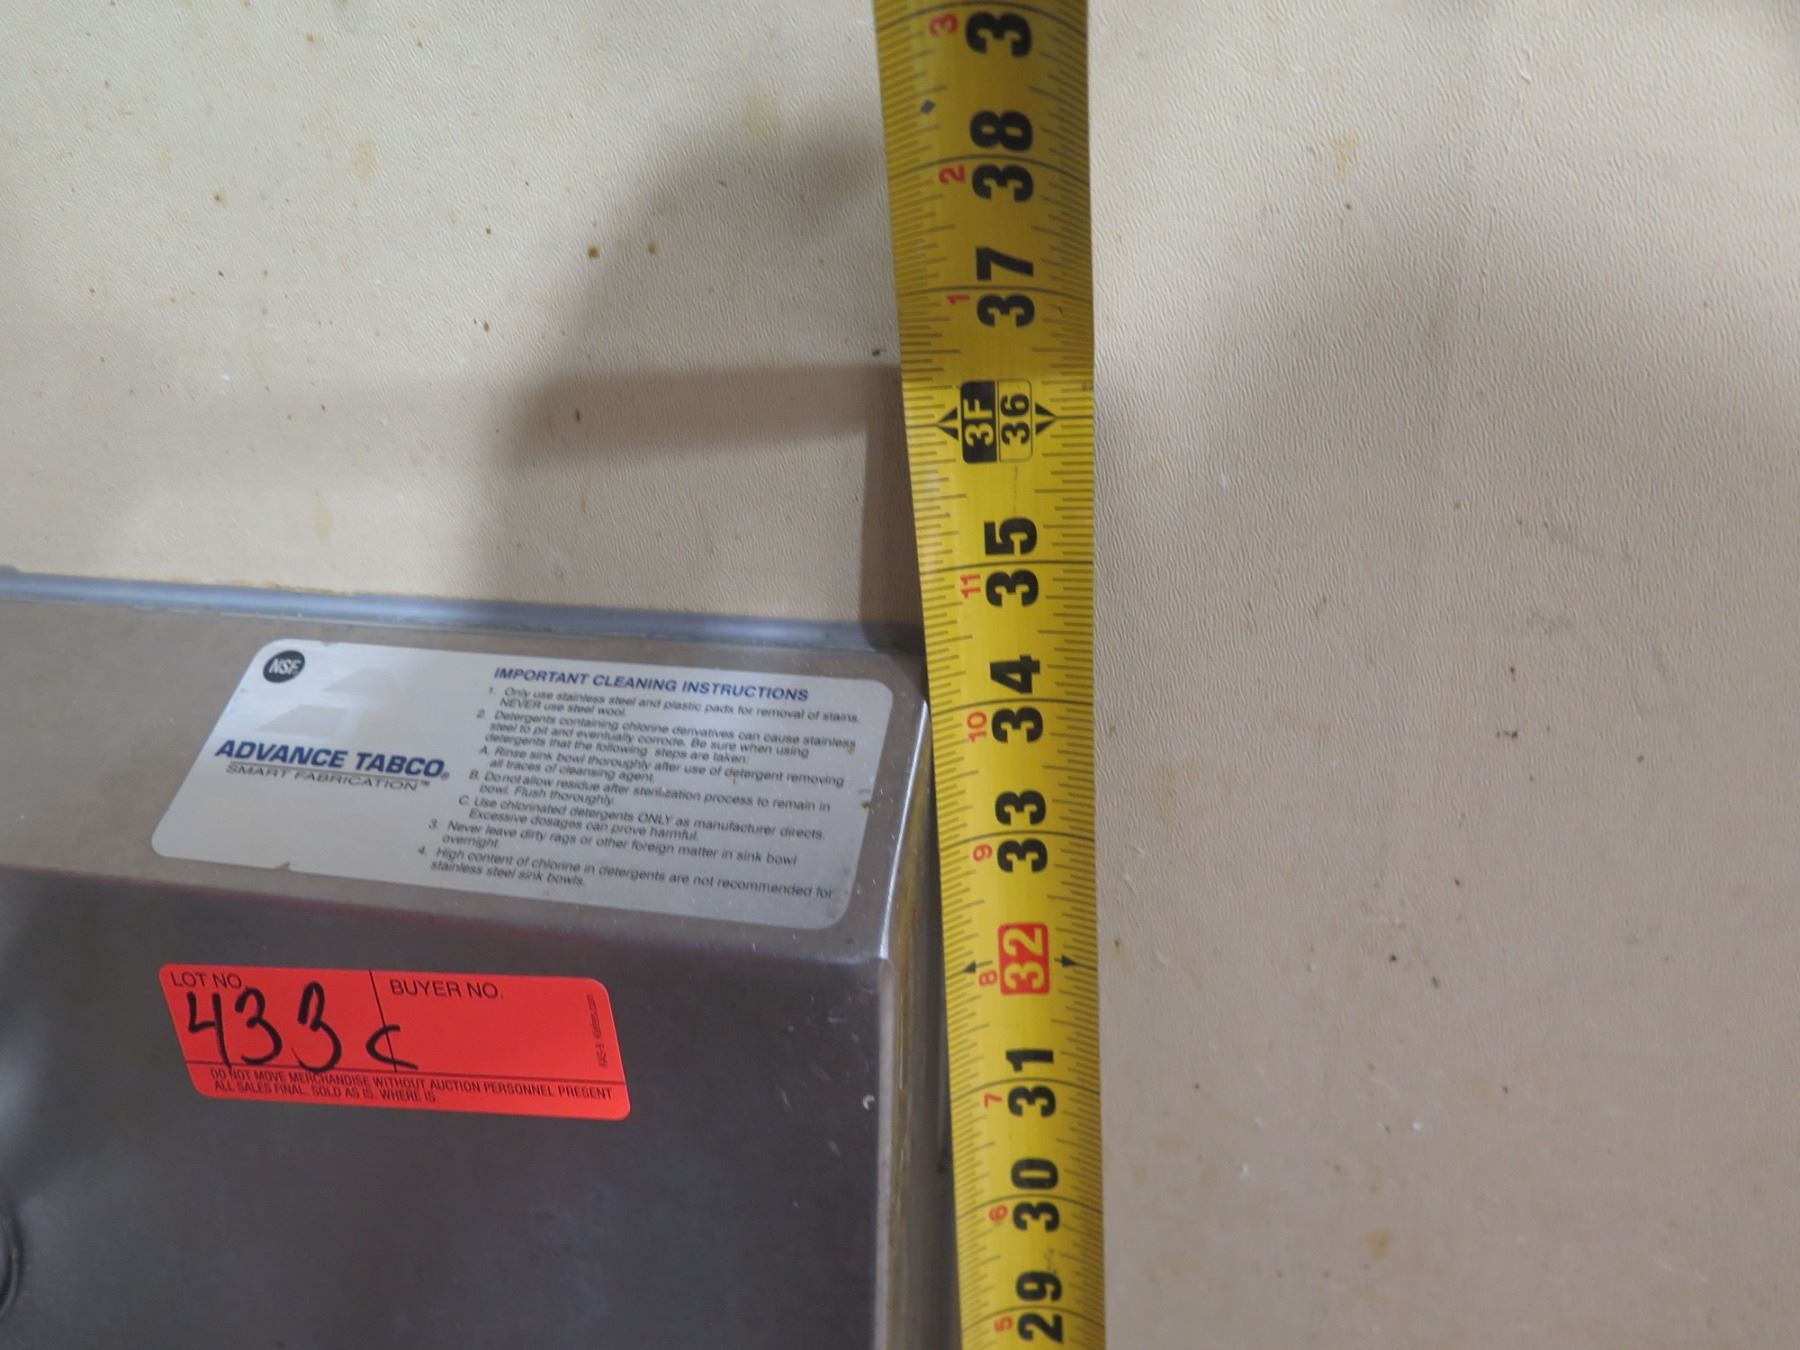 NSF
ADVANCE TABCO®
SMART FABRICATION™
IMPORTANT CLEANING INSTRUCTIONS
1. Only use stainless steel and plastic pads for removal of stains.
NEVER use steel wool.
2. Detergents containing chlorine derivatives can cause stainless
steel to pit and eventually corrode. Be sure when using
detergents that the following steps are taken:
A. Rinse sink bowl thoroughly after use of detergent removing
all traces of cleansing agent.
B. Do not allow residue after sterilization process to remain in
bowl. Flush thoroughly.
C. Use chlorinated detergents ONLY as manufacturer directs.
Excessive dosages can prove harmful.
3. Never leave dirty rags or other foreign matter in sink bowl
overnight.
4. High content of chlorine in detergents are not recommended for
stainless steel sink bowls.
LOT NO.
433c
BUYER NO.
DO NOT MOVE MERCHANDISE WITHOUT AUCTION PERSONNEL PRESENT
ALL SALES FINAL. SOLD AS IS. WHERE IS.
3 3
38
2 38
37
1 37
3F 36
35
11 35
34
10 34
33
9 33
8 32
31
7 31
30
6 30
29
5 29